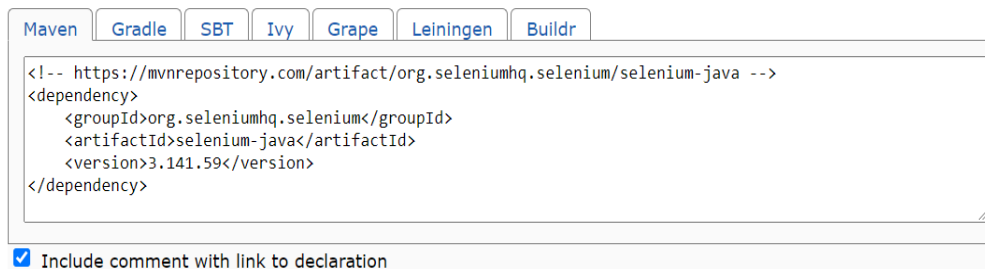 Maven Gradle SBT Ivy Grape Leiningen Buildr
<!-- https://mvnrepository.com/artifact/org.seleniumhq.selenium/selenium-java -->
<dependency>
    <groupId>org.seleniumhq.selenium</groupId>
    <artifactId>selenium-java</artifactId>
    <version>3.141.59</version>
</dependency>
Include comment with link to declaration